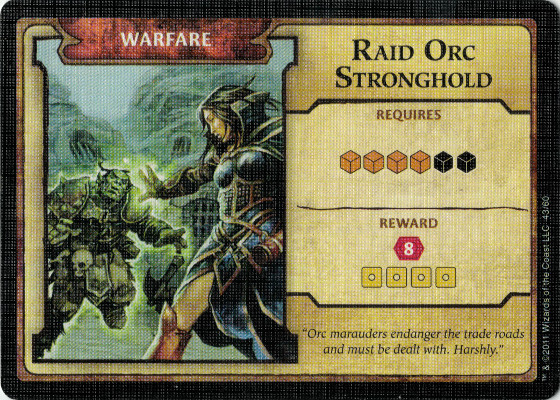 WARFARE
RAID ORC
STRONGHOLD
REQUIRES
REWARD
8
"Orc marauders endanger the trade roads
and must be dealt with. Harshly."
™ & ©2011 Wizards of the Coast LLC 43/60